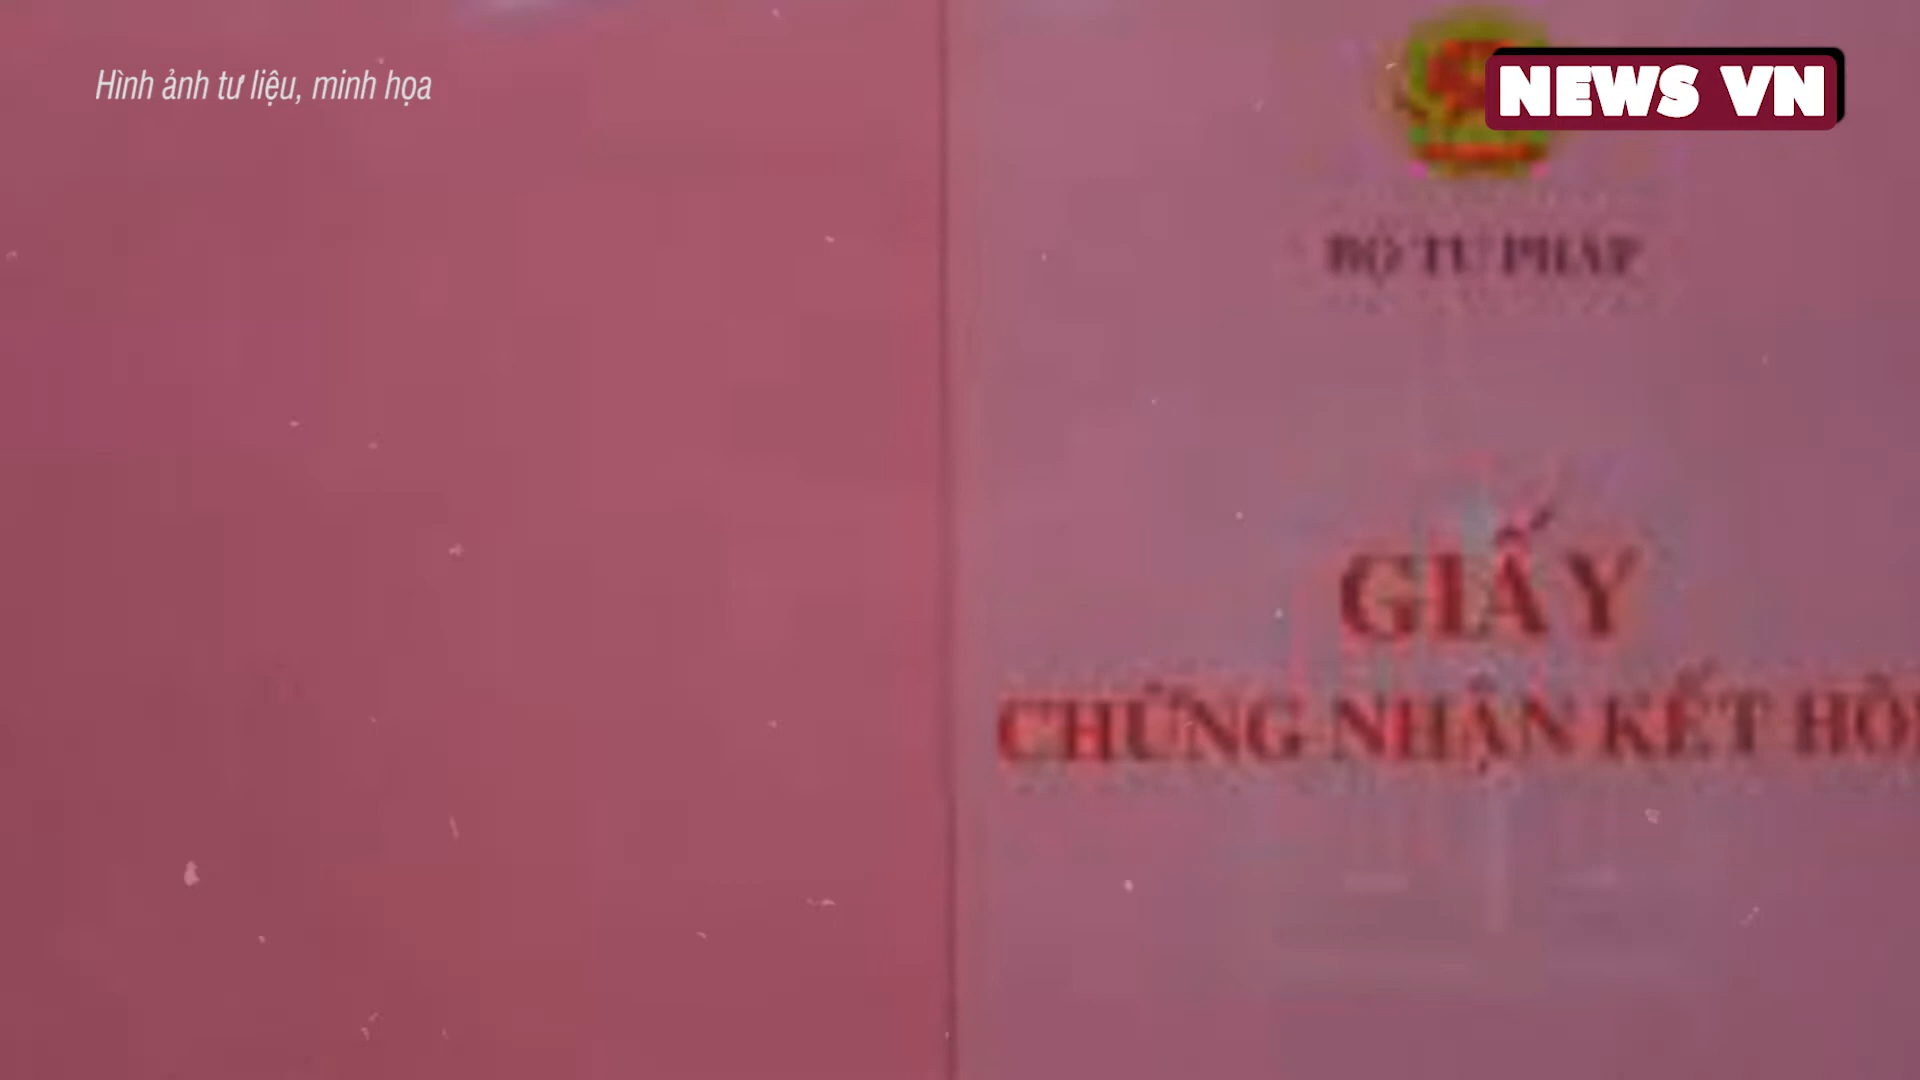 Hình ảnh tư liệu, minh họa
NEWS VN
BỘ TƯ PHÁP
GIẤY
CHỨNG NHẬN KẾT HÔ